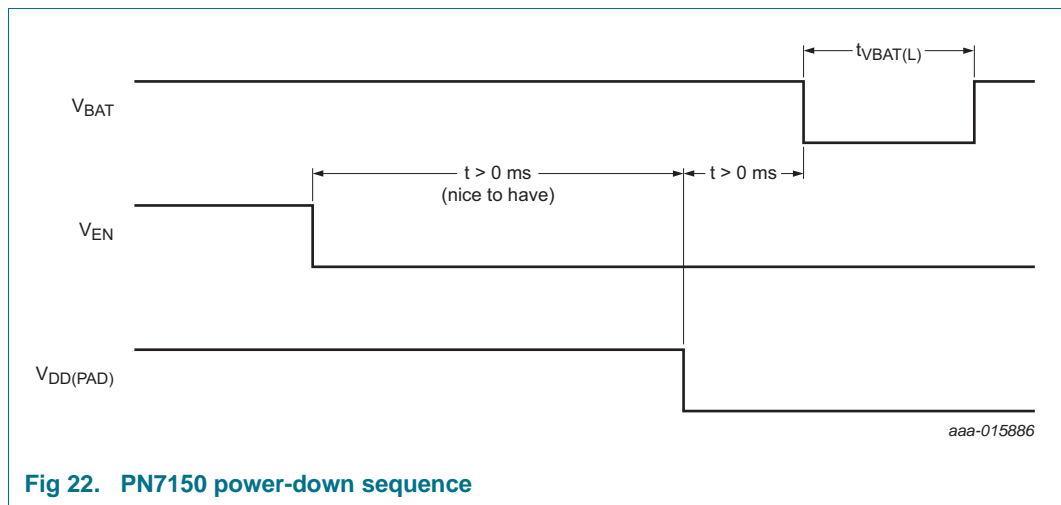 tVBAT(L)
VBAT
t > 0 ms
(nice to have)
t > 0 ms
VEN
VDD(PAD)
aaa-015886
Fig 22. PN7150 power-down sequence